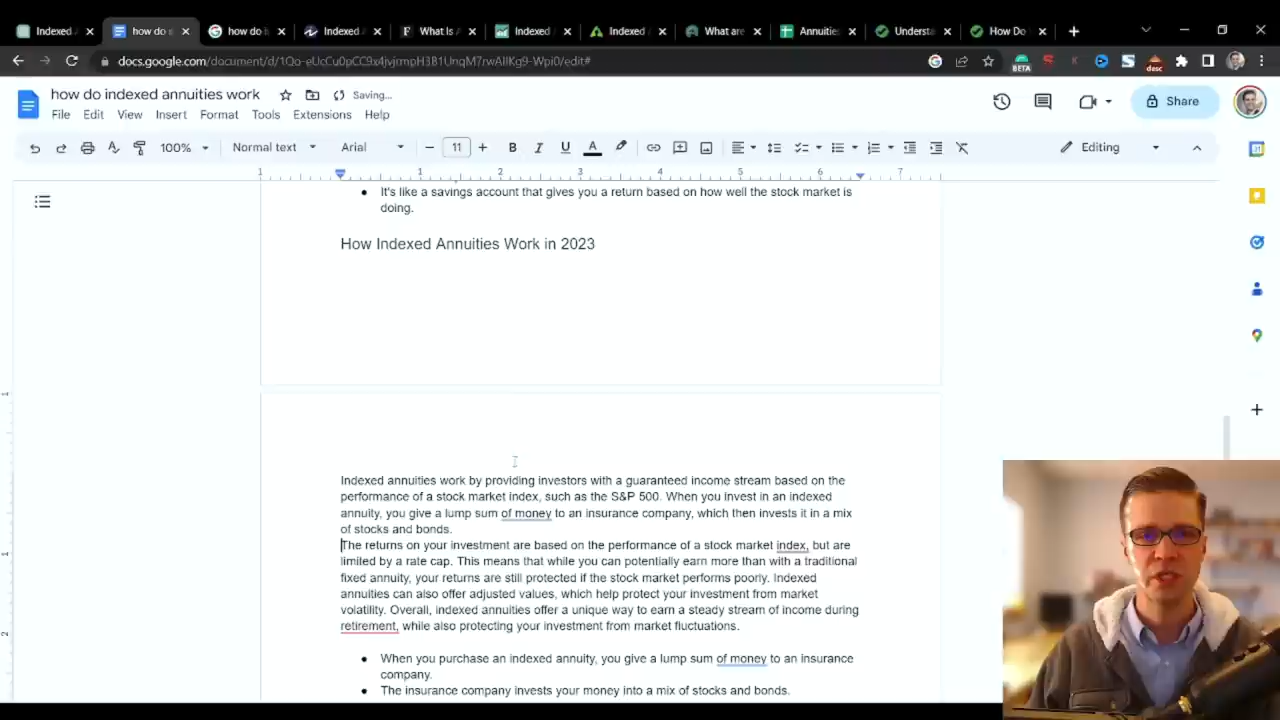 Indexed
how do
how do i
Indexed
What Is
Indexed
Indexed
What are
Annuities
Understa
How Do
docs.google.com/document/d/1Qo-eUcCu0pCC9x4jvjrmpH3B1UnqM7rwAlIKg9-Wpi0/edit#
BETA
desc
how do indexed annuities work
Saving...
File Edit View Insert Format Tools Extensions Help
Share
100% Normal text Arial 11 Editing
1 1 2 3 4 5 6 7
● It's like a savings account that gives you a return based on how well the stock market is
doing.
How Indexed Annuities Work in 2023
Indexed annuities work by providing investors with a guaranteed income stream based on the
performance of a stock market index, such as the S&P 500. When you invest in an indexed
annuity, you give a lump sum of money to an insurance company, which then invests it in a mix
of stocks and bonds.
The returns on your investment are based on the performance of a stock market index, but are
limited by a rate cap. This means that while you can potentially earn more than with a traditional
fixed annuity, your returns are still protected if the stock market performs poorly. Indexed
annuities can also offer adjusted values, which help protect your investment from market
volatility. Overall, indexed annuities offer a unique way to earn a steady stream of income during
retirement, while also protecting your investment from market fluctuations.
● When you purchase an indexed annuity, you give a lump sum of money to an insurance
company.
● The insurance company invests your money into a mix of stocks and bonds.